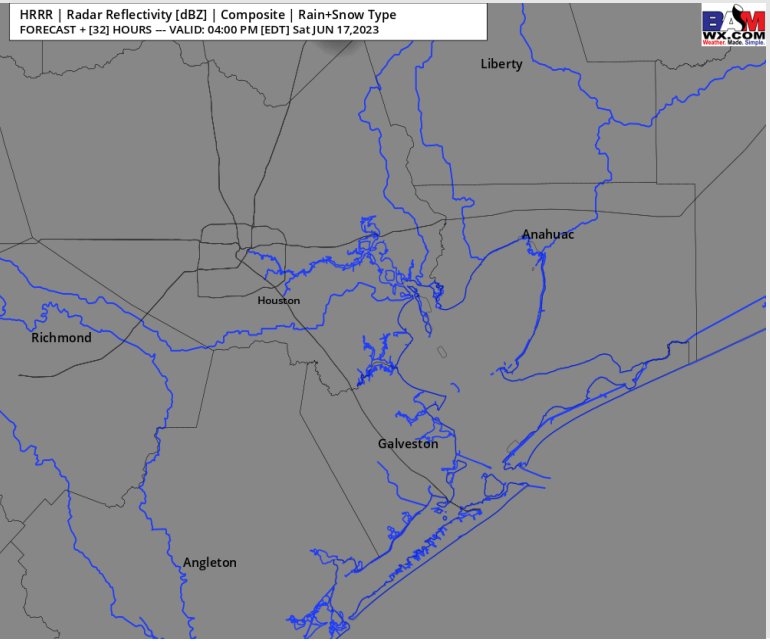 HRRR | Radar Reflectivity [dBZ] | Composite | Rain+Snow Type
FORECAST + [32] HOURS --- VALID: 04:00 PM [EDT] Sat JUN 17,2023
BAM
WX.COM
Weather. Made. Simple.
Liberty
Anahuac
Houston
Richmond
Galveston
Angleton